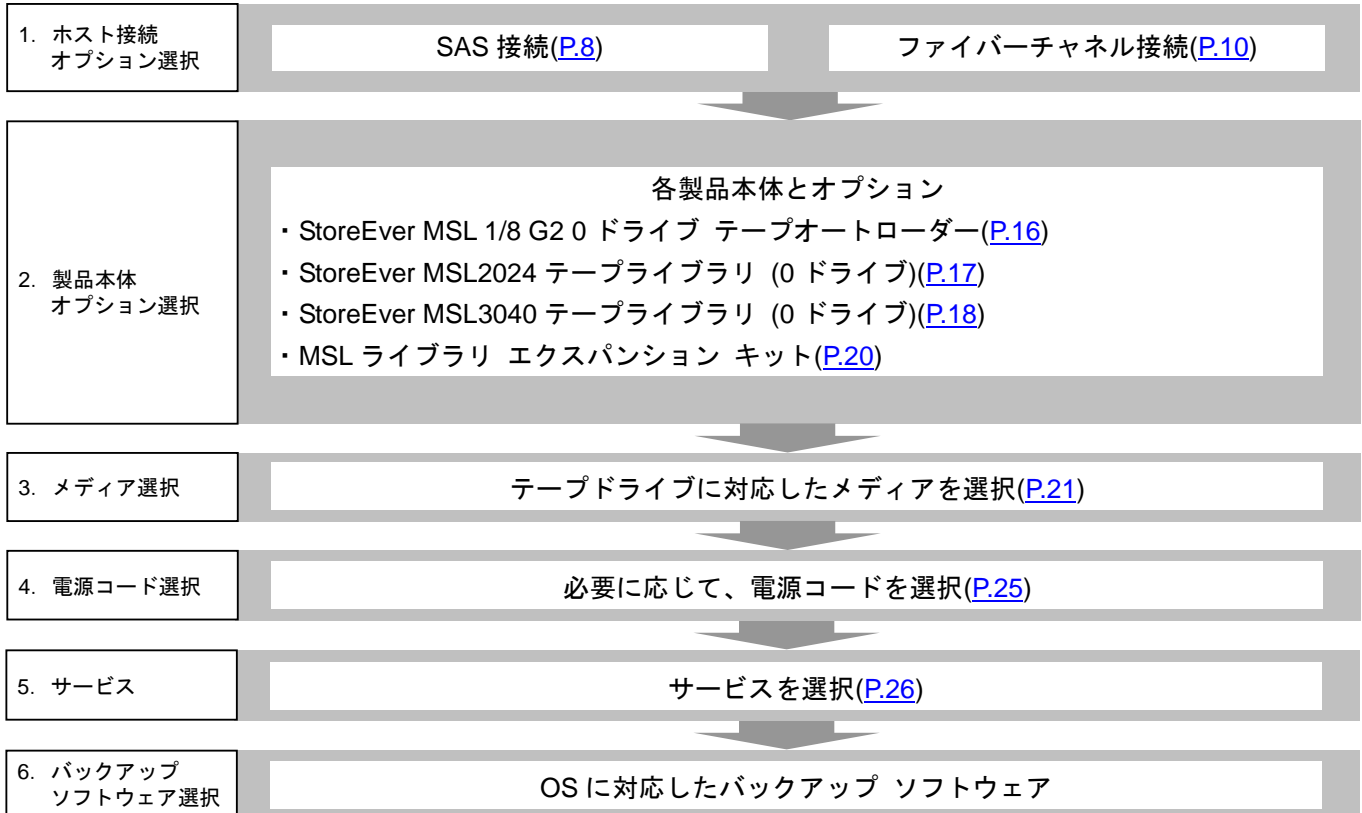 1. ホスト接続
オプション選択
SAS 接続(P.8)
ファイバーチャネル接続(P.10)
2. 製品本体
オプション選択
各製品本体とオプション
・StoreEver MSL 1/8 G2 0 ドライブ テープオートローダー(P.16)
・StoreEver MSL2024 テープライブラリ (0 ドライブ)(P.17)
・StoreEver MSL3040 テープライブラリ (0 ドライブ)(P.18)
・MSL ライブラリ エクスパンション キット(P.20)
3. メディア選択
テープドライブに対応したメディアを選択(P.21)
4. 電源コード選択
必要に応じて、電源コードを選択(P.25)
5. サービス
サービスを選択(P.26)
6. バックアップ
ソフトウェア選択
OS に対応したバックアップ ソフトウェア